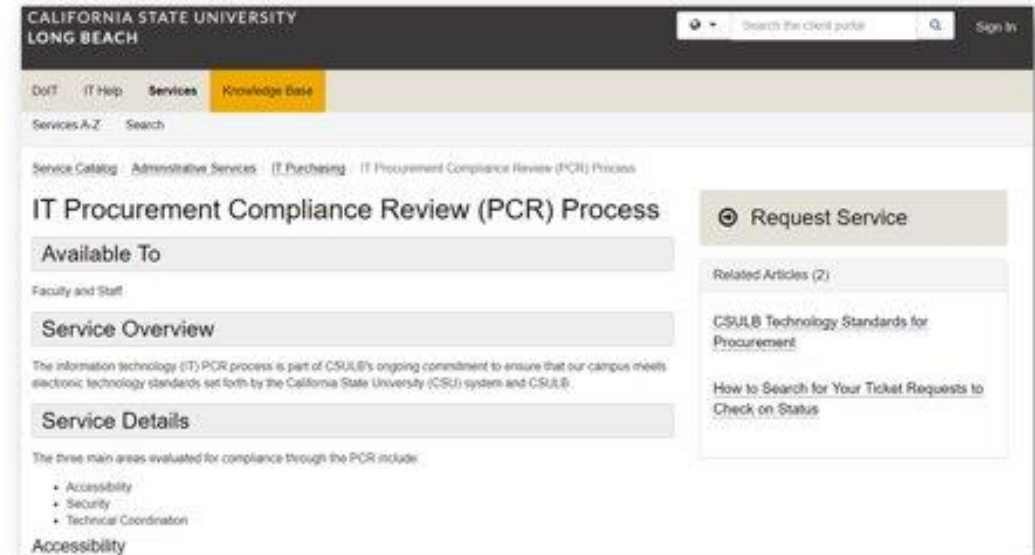 CALIFORNIA STATE UNIVERSITY
LONG BEACH
Search the client portal
Sign In
DoIT IT Help Services Knowledge Base
Services A-Z Search
Service Catalog Administrative Services IT Purchasing IT Procurement Compliance Review (PCR) Process
IT Procurement Compliance Review (PCR) Process
Available To
Faculty and Staff
Service Overview
The information technology (IT) PCR process is part of CSULB's ongoing commitment to ensure that our campus meets
electronic technology standards set forth by the California State University (CSU) system and CSULB.
Service Details
The three main areas evaluated for compliance through the PCR include:
• Accessibility
• Security
• Technical Coordination
Accessibility
Request Service
Related Articles (2)
CSULB Technology Standards for
Procurement
How to Search for Your Ticket Requests to
Check on Status